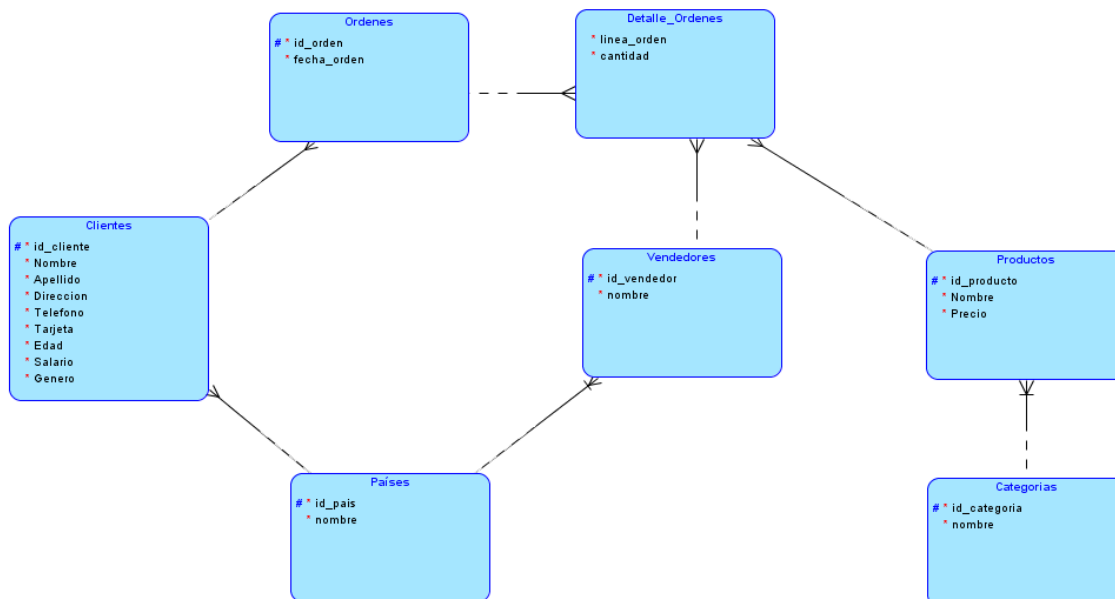 Ordenes
# * id_orden
* fecha_orden
Detalle_Ordenes
* linea_orden
* cantidad
Clientes
# * id_cliente
* Nombre
* Apellido
* Direccion
* Telefono
* Tarjeta
* Edad
* Salario
* Genero
Vendedores
# * id_vendedor
* nombre
Productos
# * id_producto
* Nombre
* Precio
Países
# * id_pais
* nombre
Categorias
# * id_categoria
* nombre